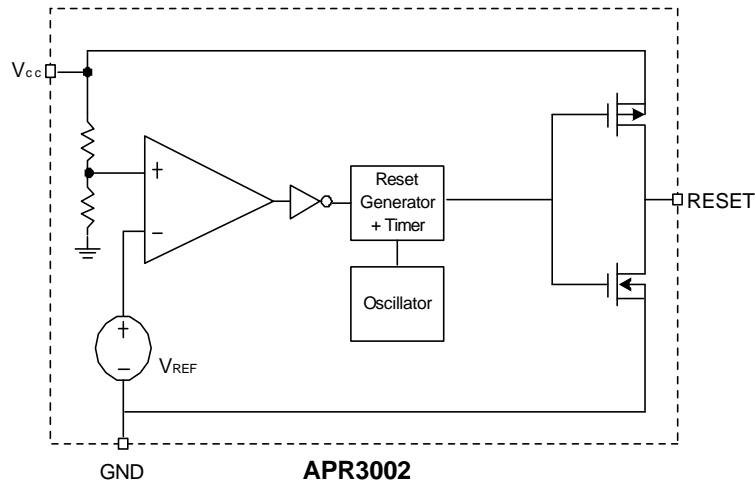 Vcc
+
−
Reset
Generator
+ Timer
RESET
Oscillator
+
−
VREF
GND
APR3002